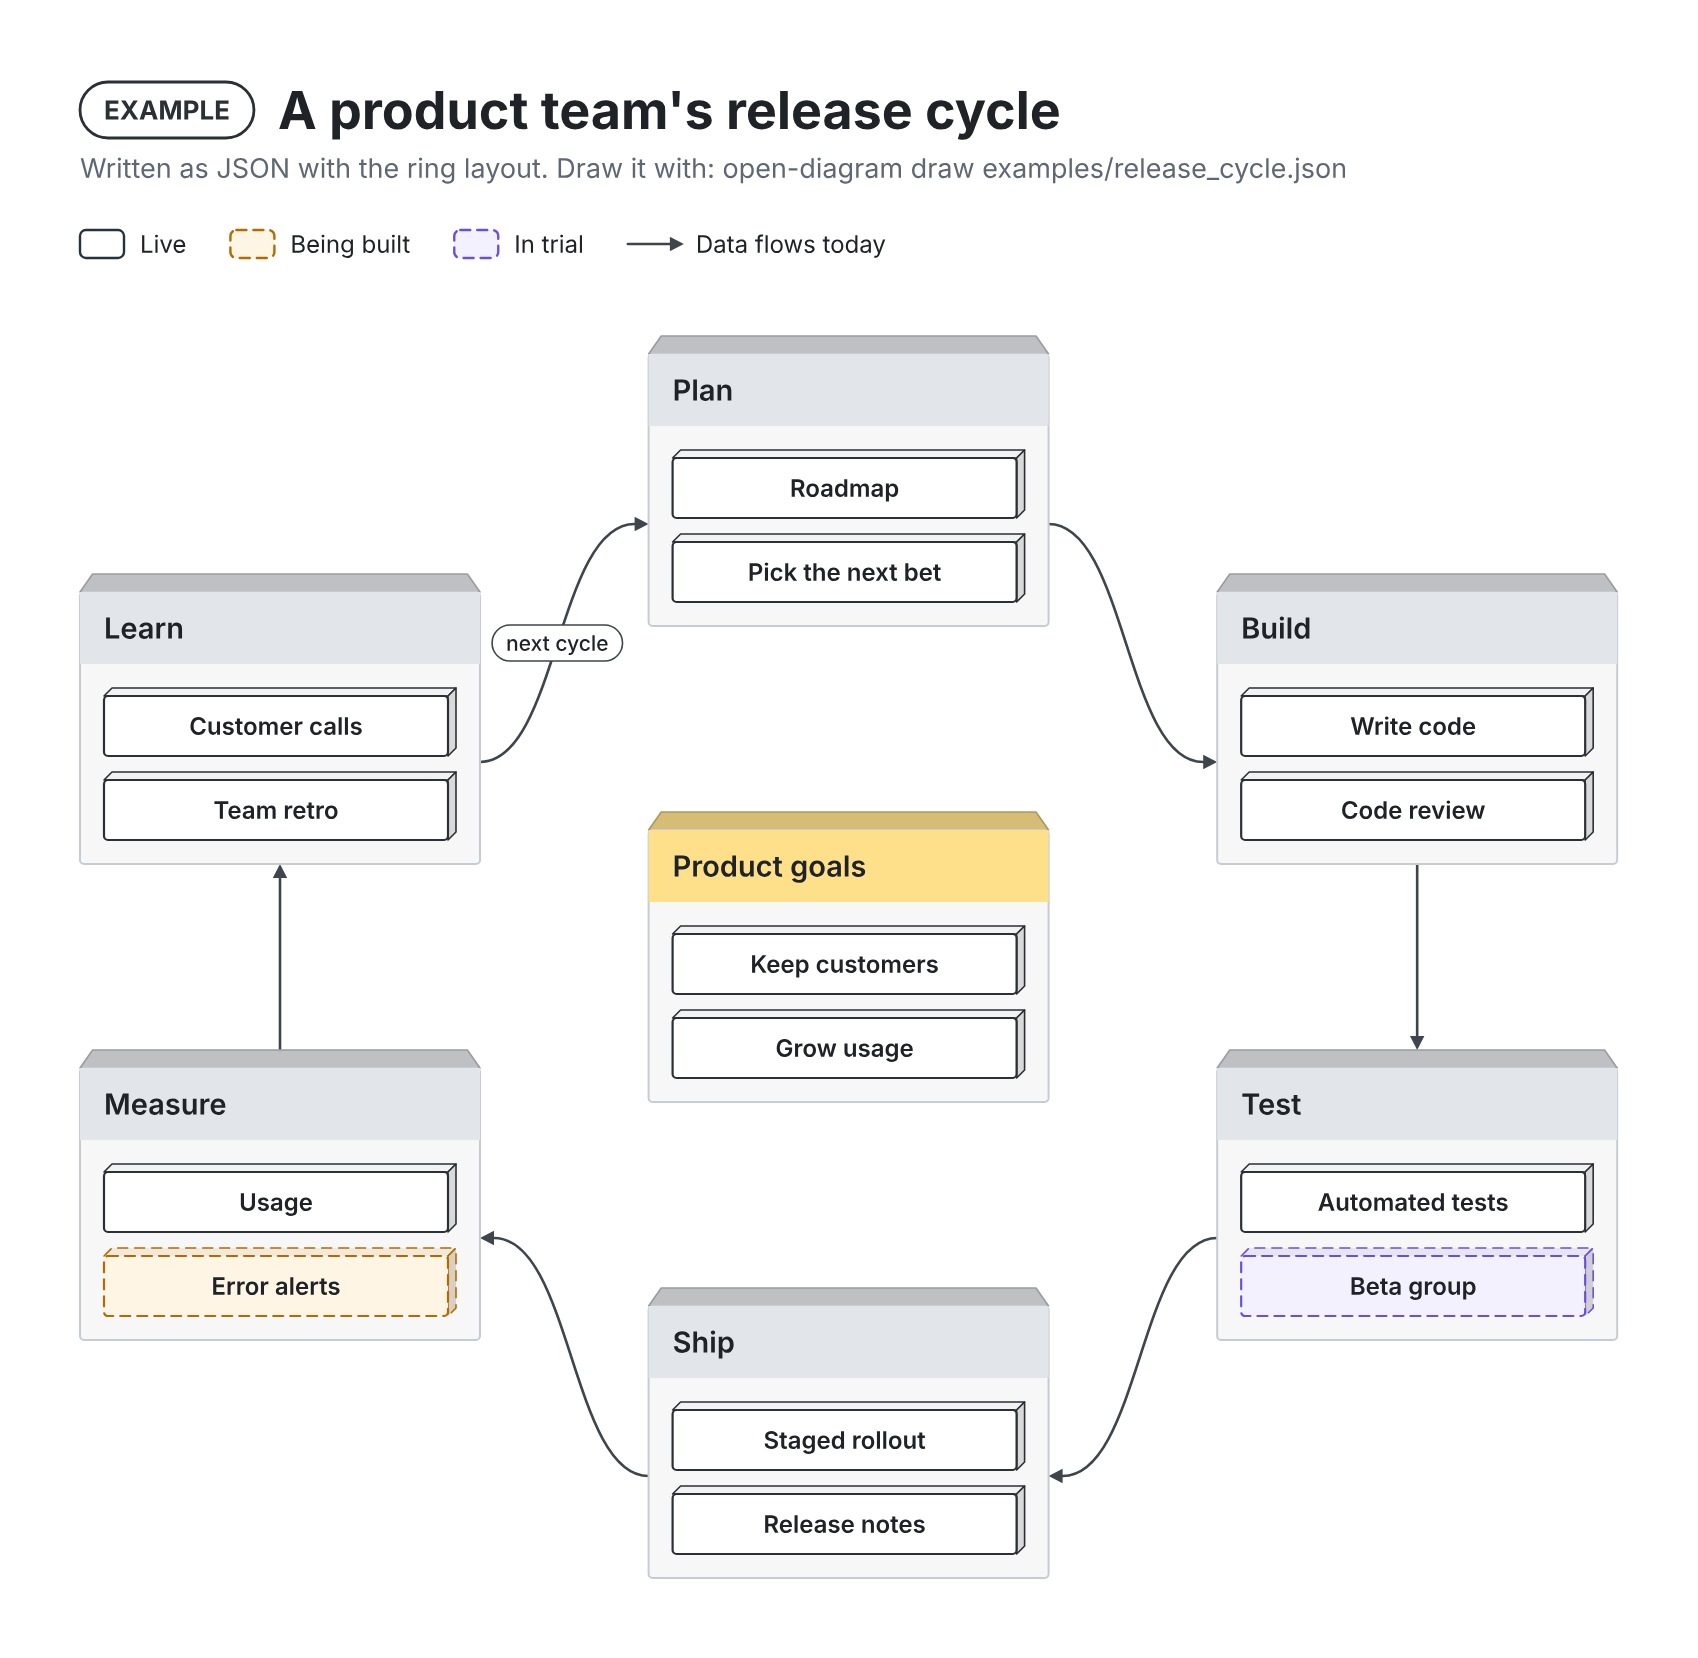 EXAMPLE A product team's release cycle
Written as JSON with the ring layout. Draw it with: open-diagram draw examples/release_cycle.json
Live
Being built
In trial
Data flows today
Plan
Roadmap
Pick the next bet
Learn
Customer calls
Team retro
next cycle
Build
Write code
Code review
Product goals
Keep customers
Grow usage
Measure
Usage
Error alerts
Test
Automated tests
Beta group
Ship
Staged rollout
Release notes